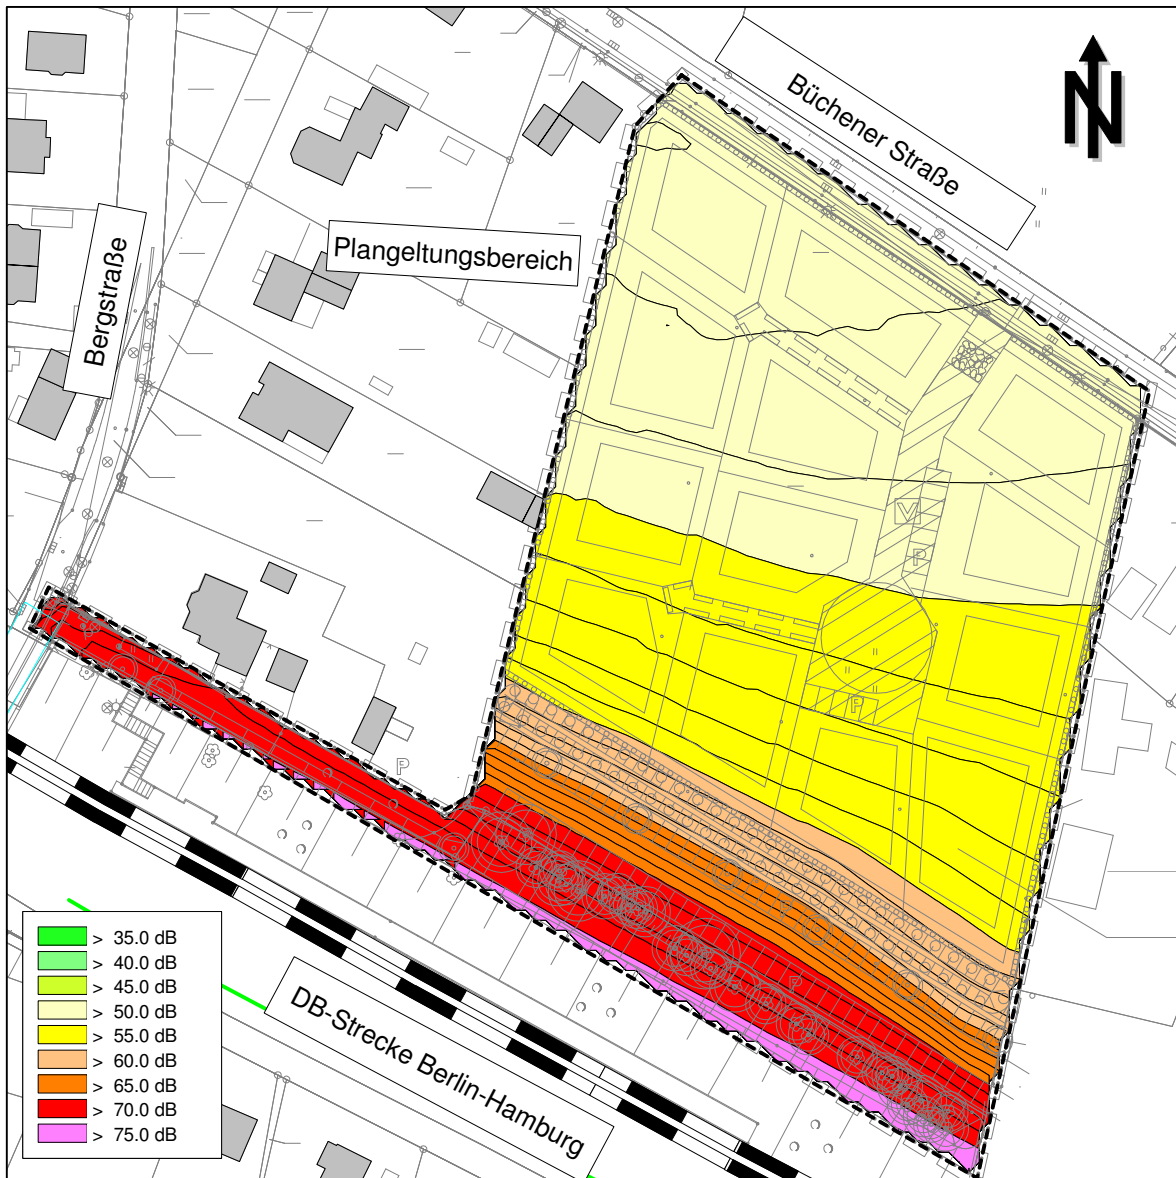 N
Büchener Straße
Plangeltungsbereich
Bergstraße
V
P
P
P
P
P
> 35.0 dB
> 40.0 dB
> 45.0 dB
> 50.0 dB
> 55.0 dB
> 60.0 dB
> 65.0 dB
> 70.0 dB
> 75.0 dB
DB-Strecke Berlin-Hamburg